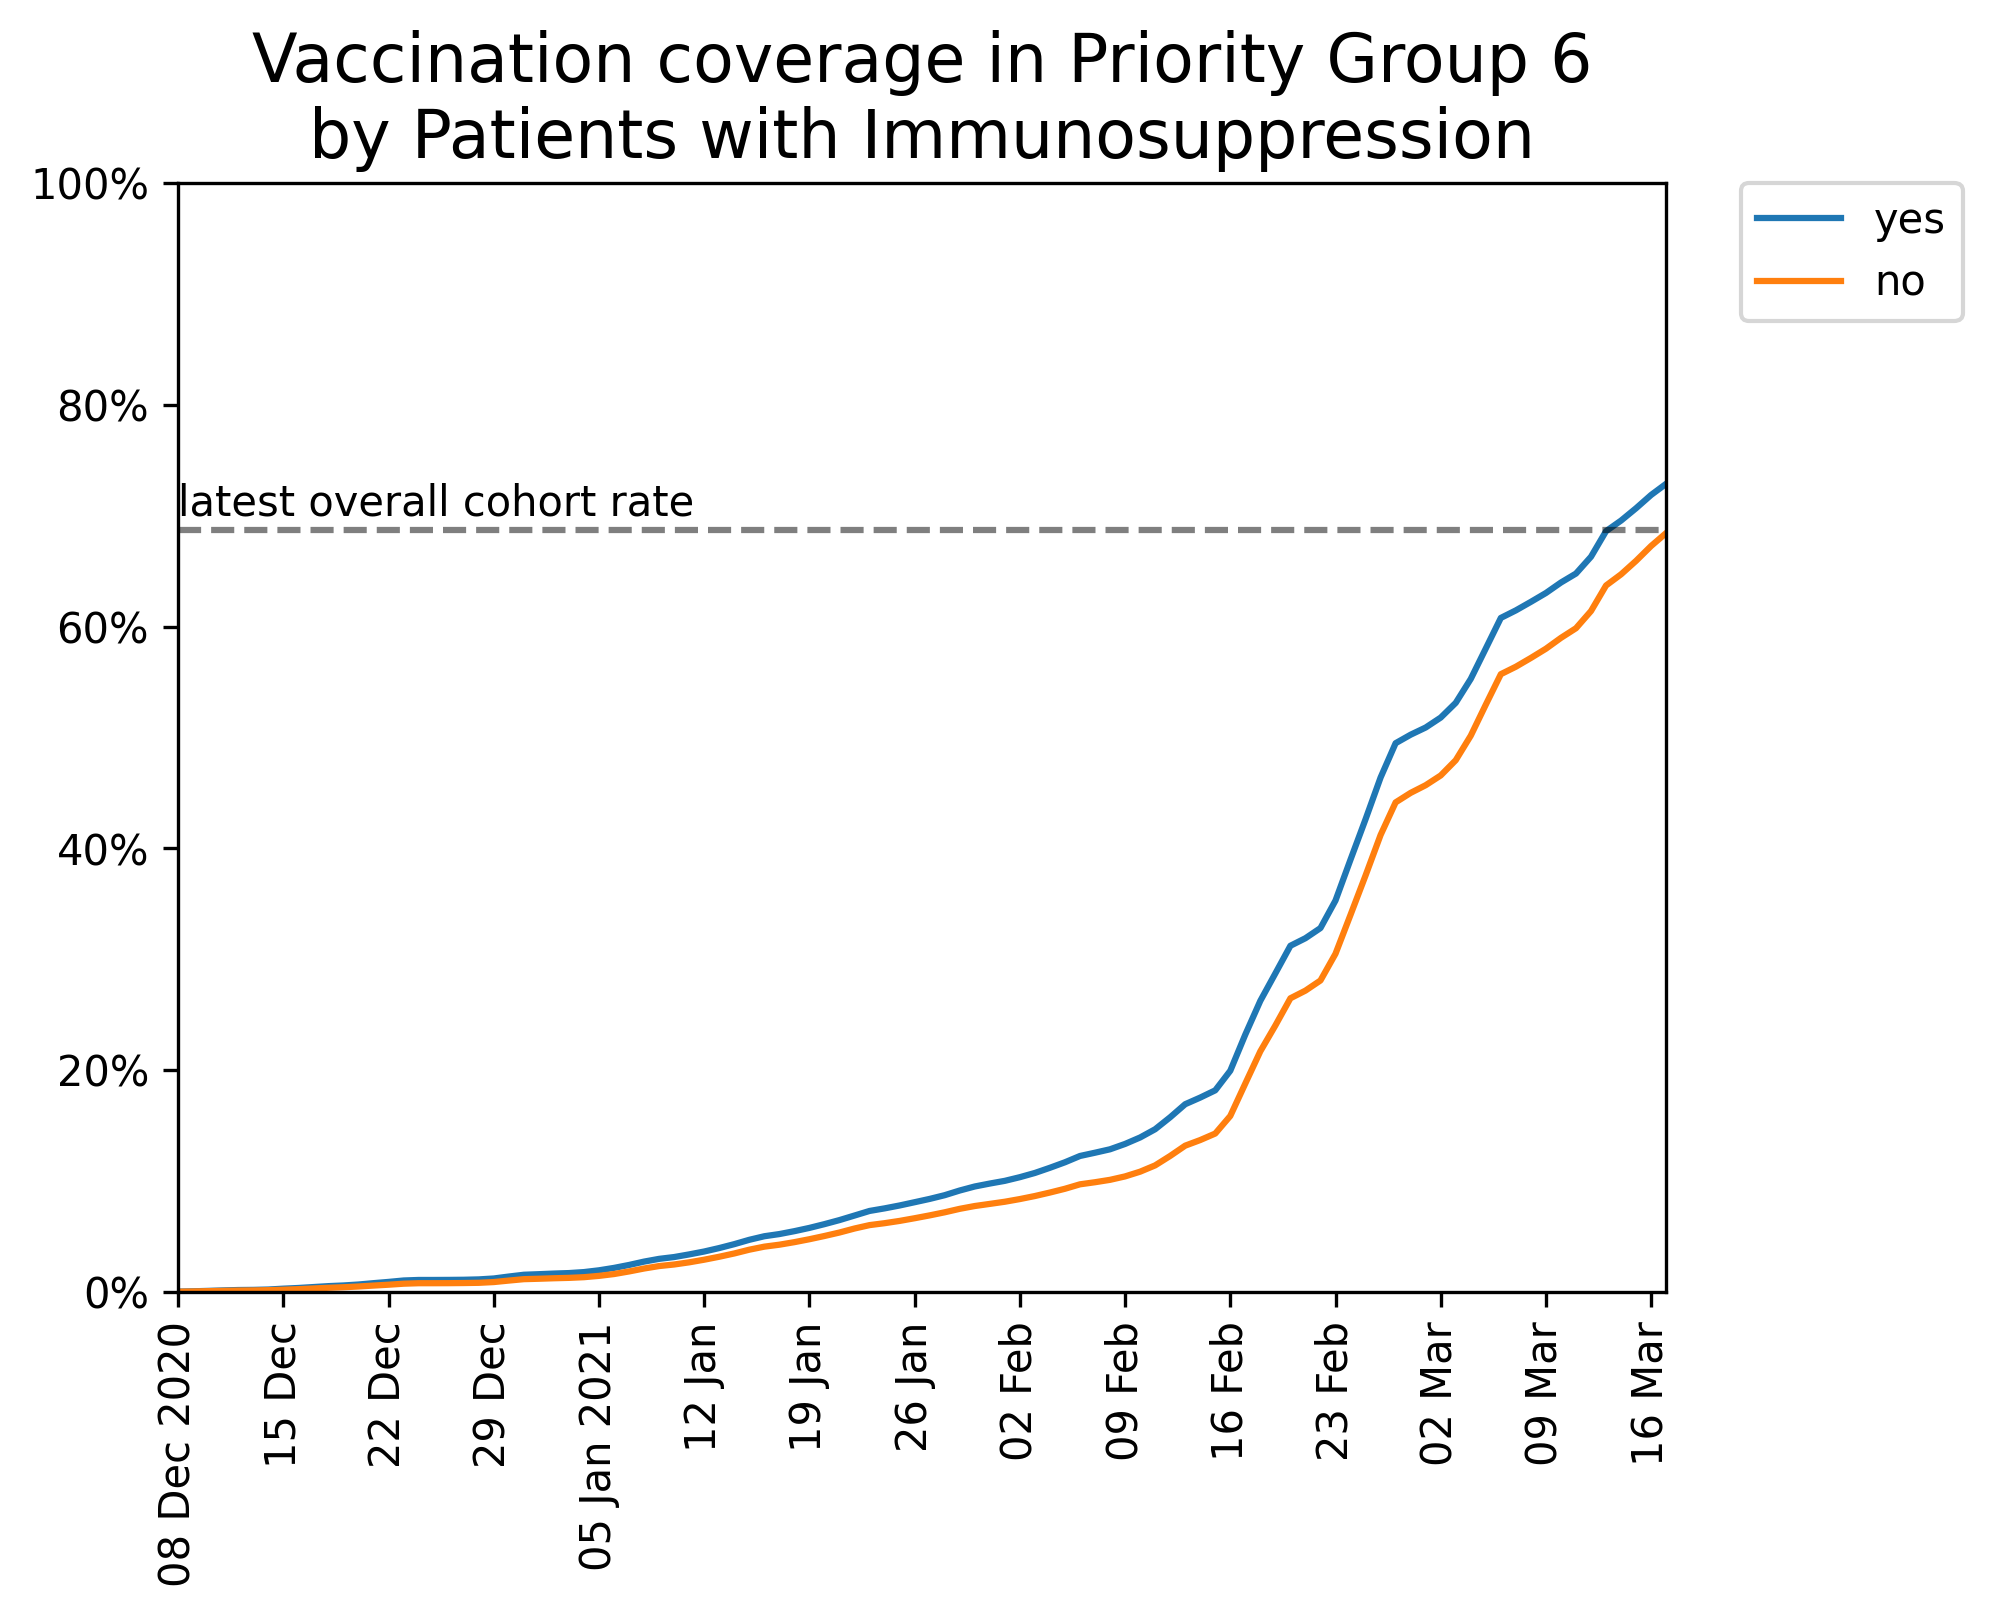 Vaccination coverage in Priority Group 6
by Patients with Immunosuppression
100%
80%
60%
40%
20%
0%
latest overall cohort rate
yes
no
08 Dec 2020
15 Dec
22 Dec
29 Dec
05 Jan 2021
12 Jan
19 Jan
26 Jan
02 Feb
09 Feb
16 Feb
23 Feb
02 Mar
09 Mar
16 Mar